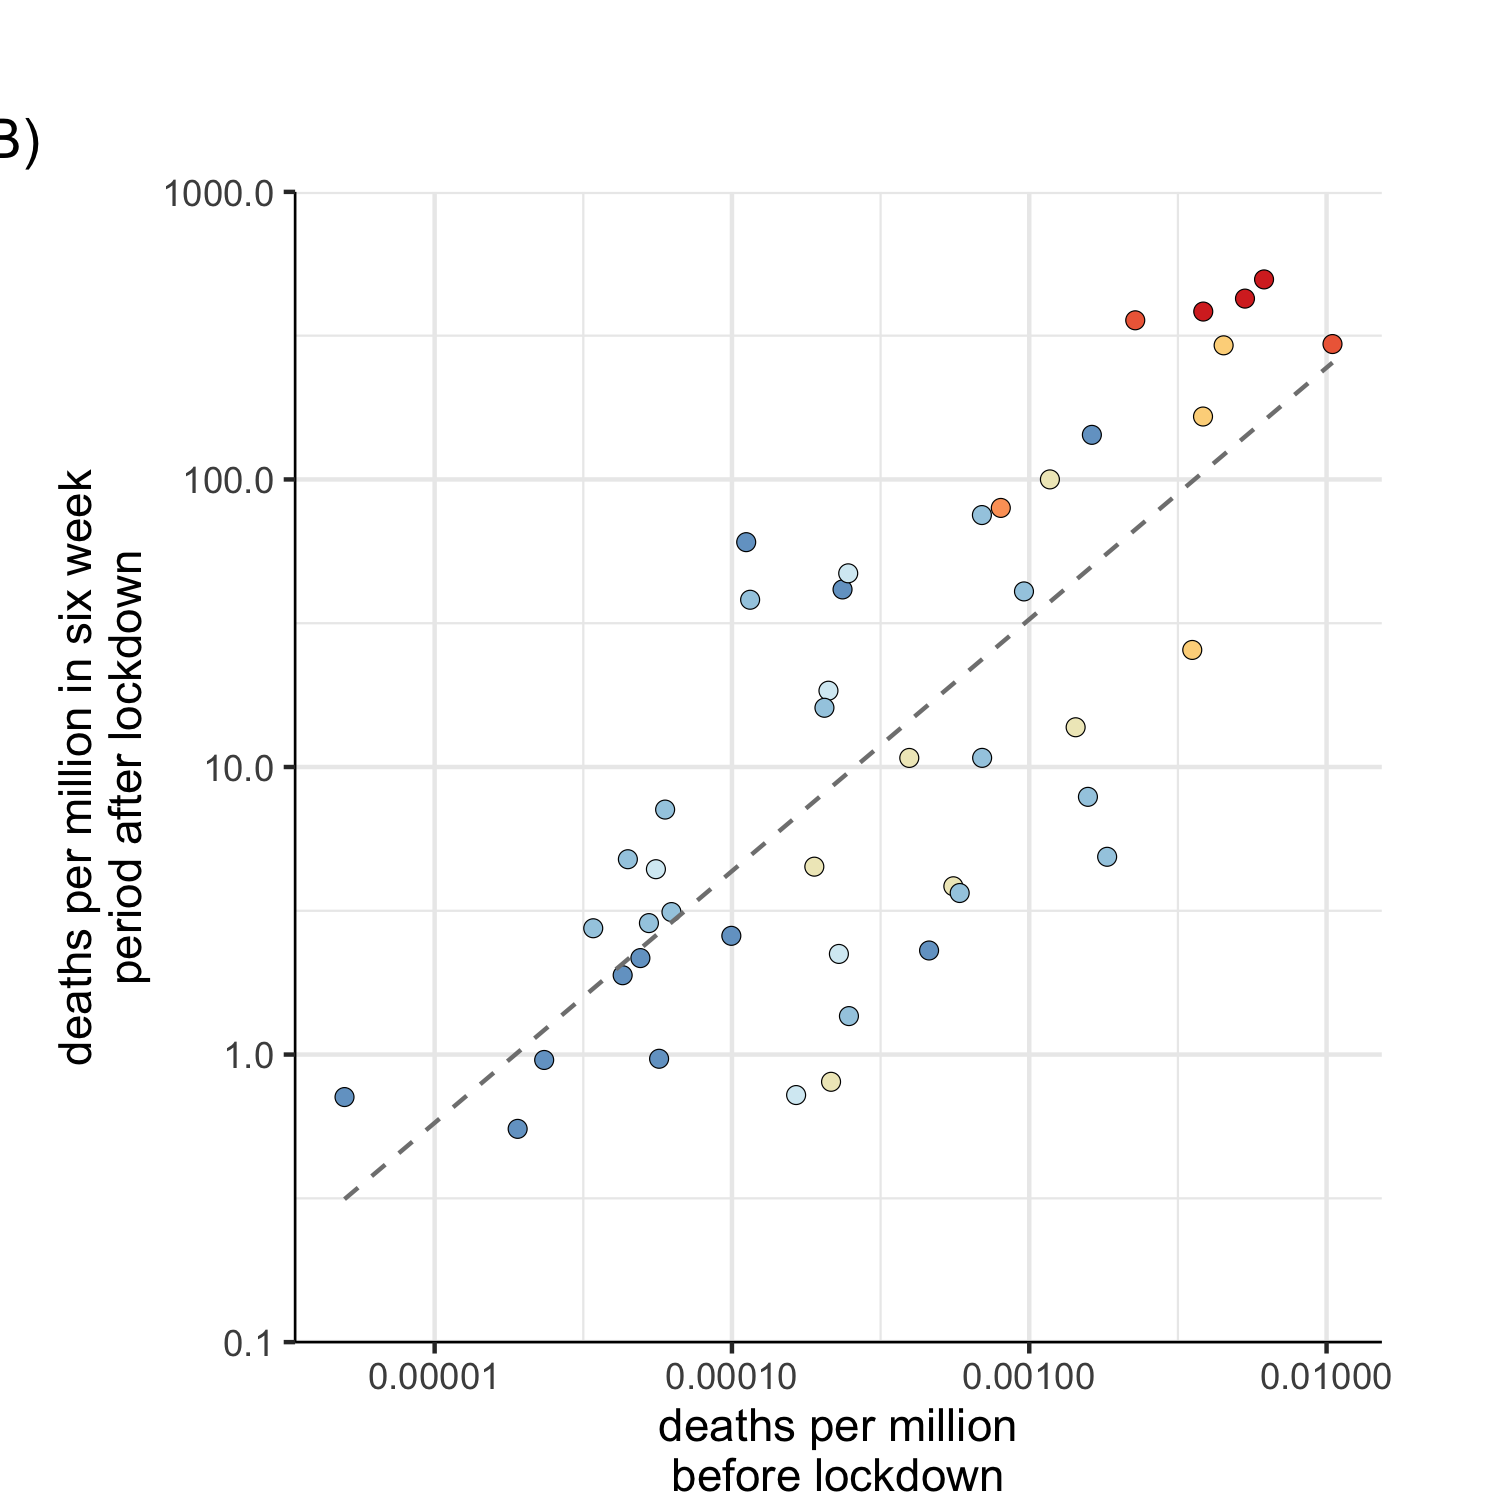 B)
1000.0
100.0
10.0
1.0
0.1
deaths per million in six week
period after lockdown
0.00001 0.00010 0.00100 0.01000
deaths per million
before lockdown